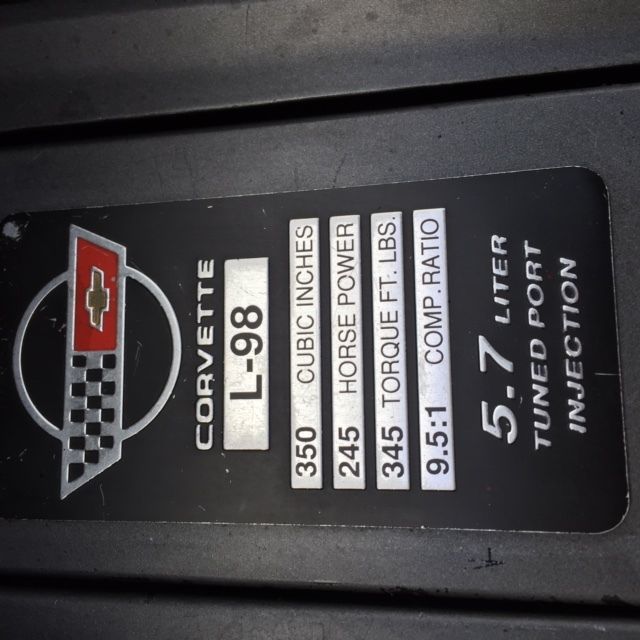 CORVETTE
L-98
350 CUBIC INCHES
245 HORSE POWER
345 TORQUE FT. LBS.
9.5:1 COMP. RATIO
5.7 LITER
TUNED PORT
INJECTION